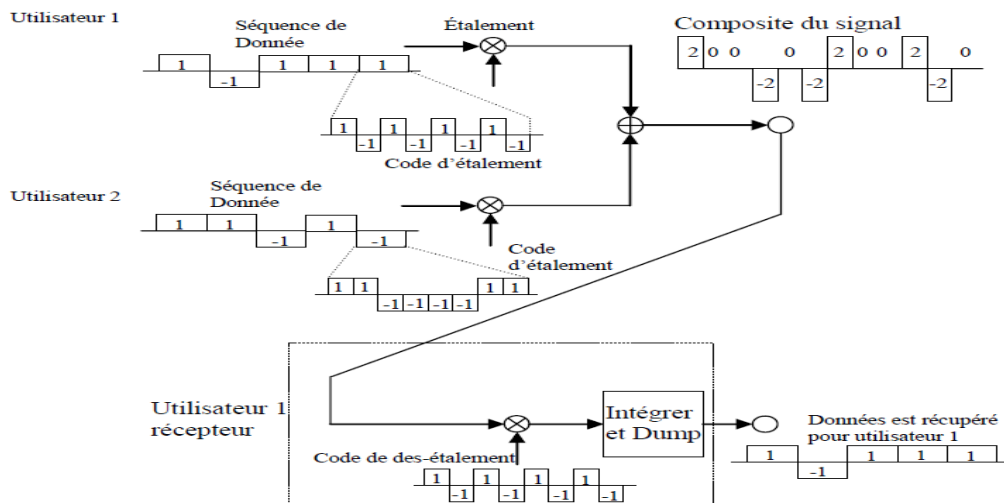 Utilisateur 1
Séquence de
Donnée
Étalement
Composite du signal
2 0 0 -2 0 -2 2 0 0 2 -2 0
1 -1 1 1 1
1 -1 1 -1 1 -1 1 -1
Code d'étalement
Utilisateur 2
Séquence de
Donnée
1 1 -1 1 -1
Code
d'étalement
1 1 -1 -1 -1 -1 1 1
Utilisateur 1
récepteur
Intégrer
et Dump
Code de des-étalement
1 -1 1 -1 1 -1 1 -1
Données est récupéré
pour utilisateur 1
1 -1 1 1 1